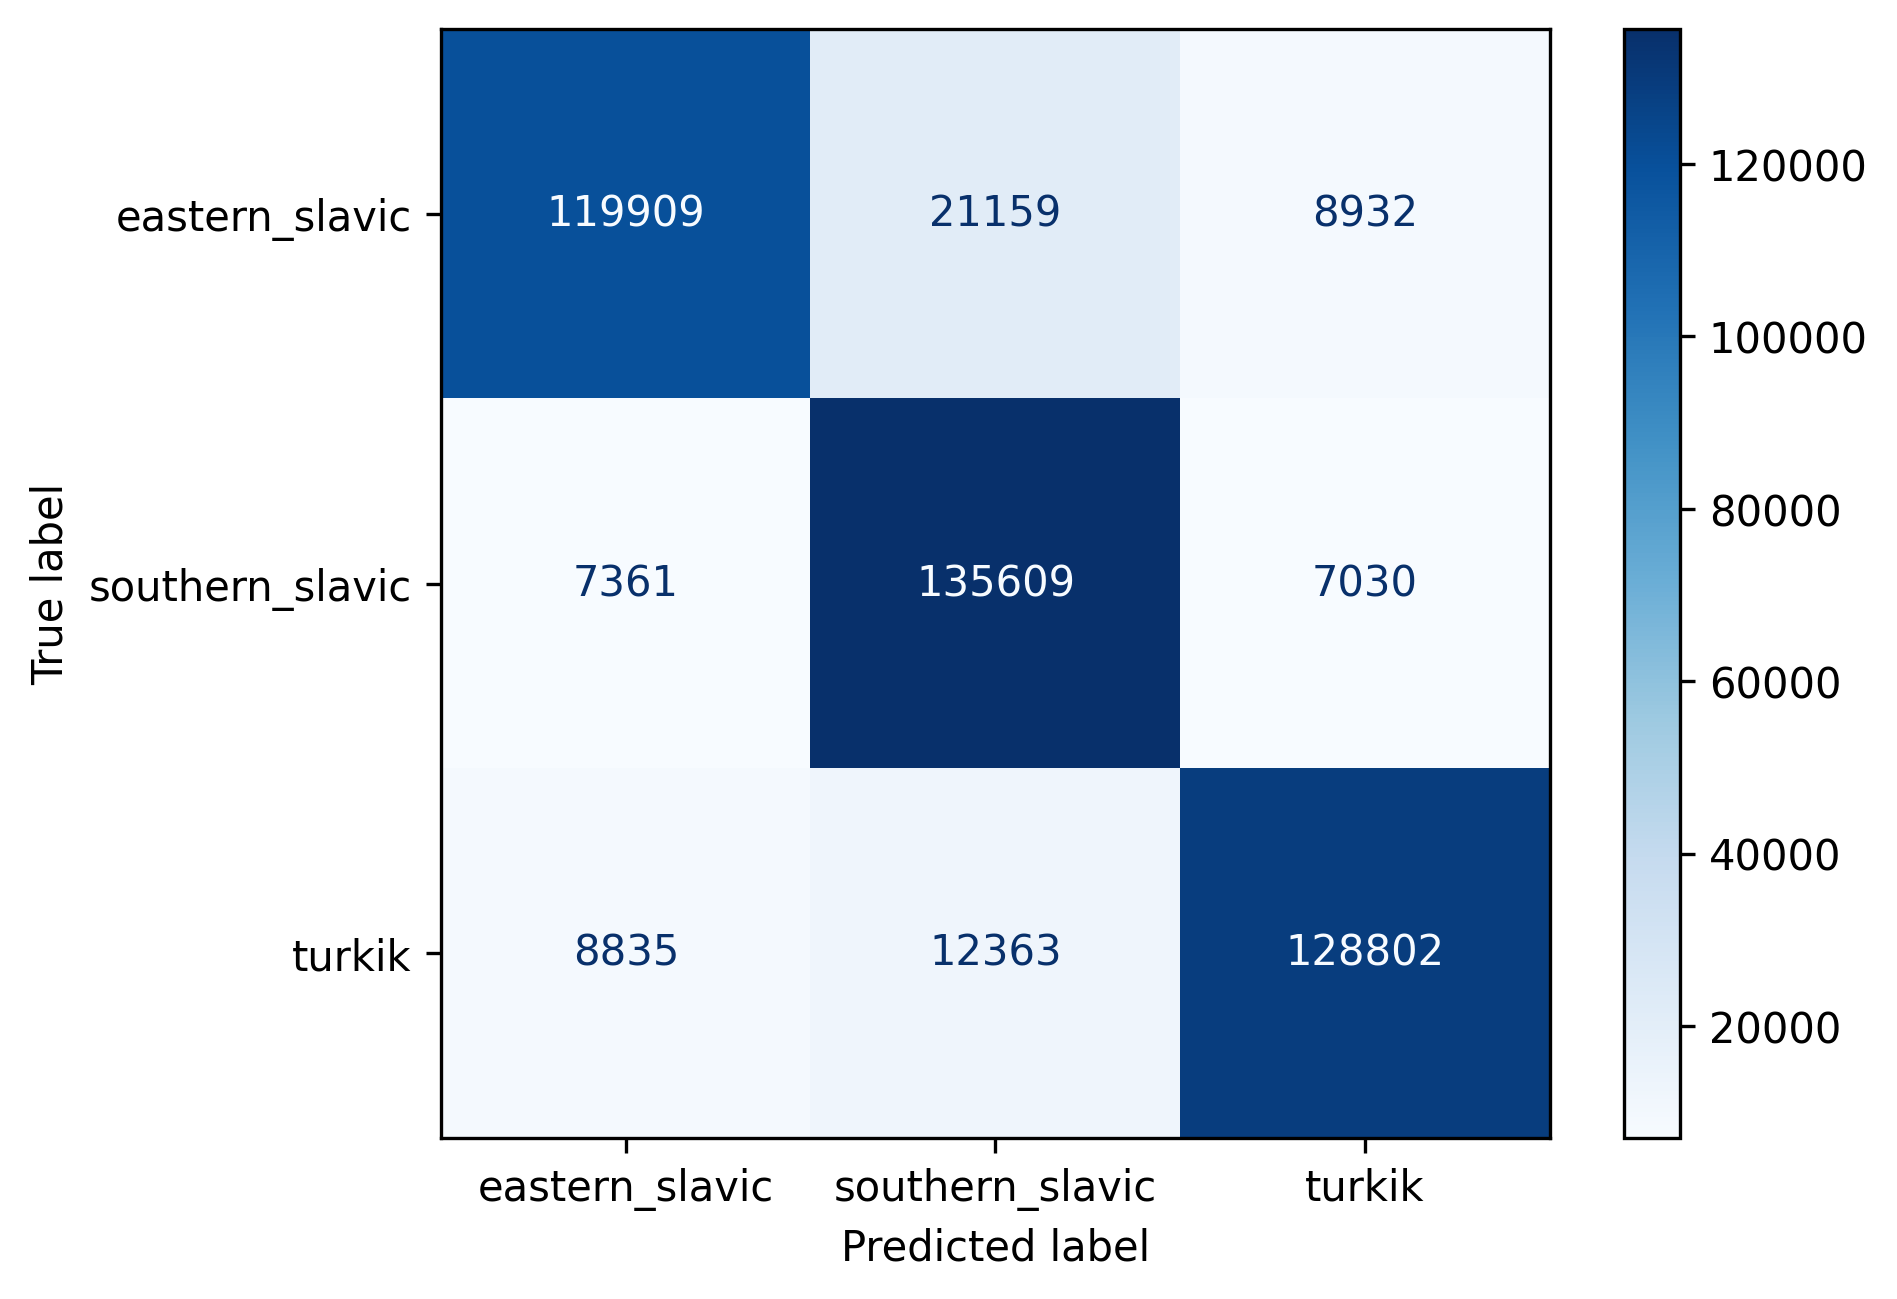 eastern_slavic 119909 21159 8932
southern_slavic 7361 135609 7030
turkik 8835 12363 128802
eastern_slavic southern_slavic turkik
Predicted label
True label
120000
100000
80000
60000
40000
20000